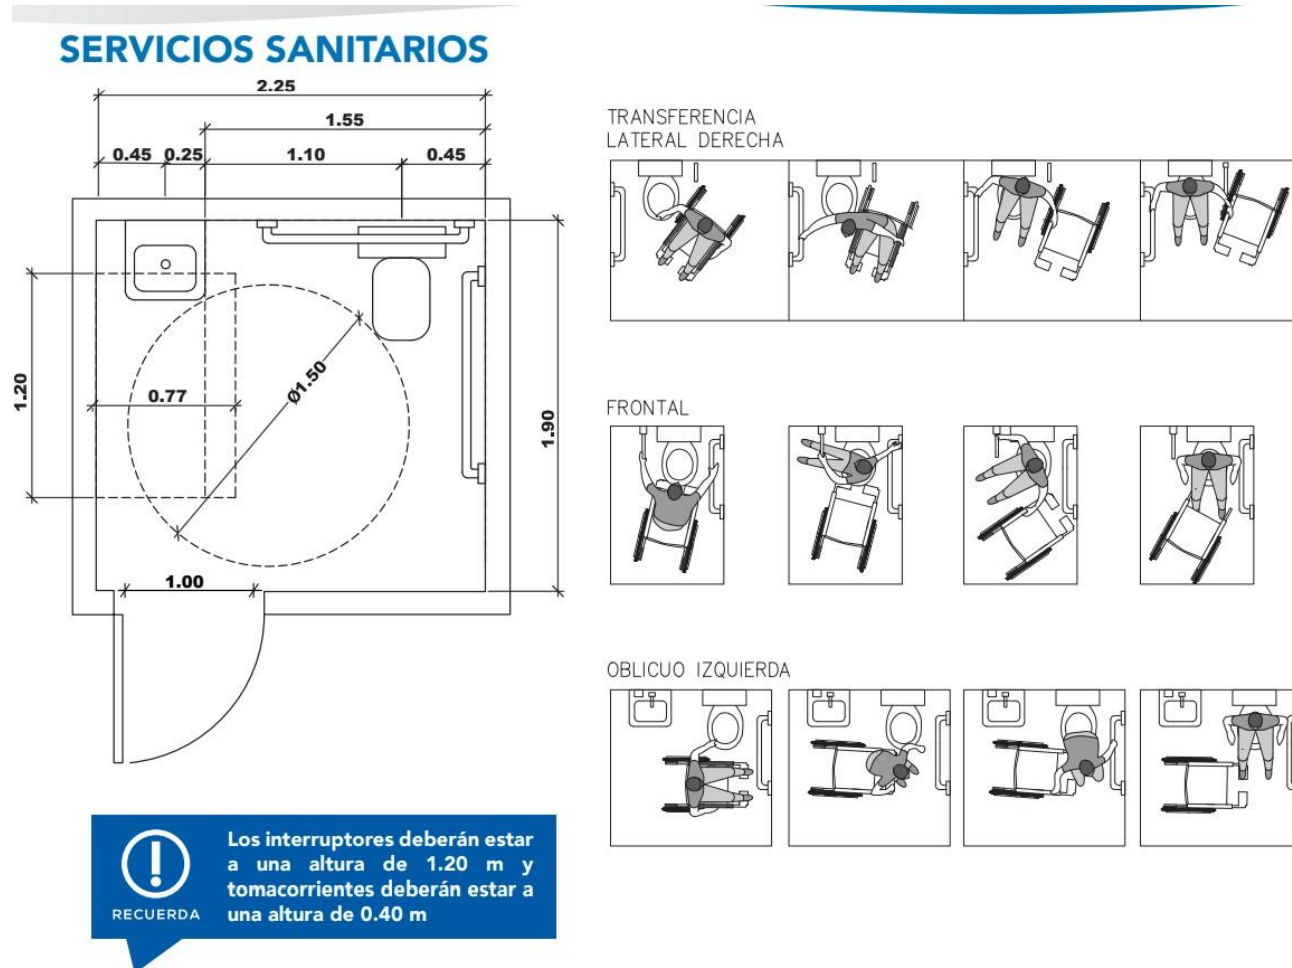 SERVICIOS SANITARIOS
2.25
1.55
0.45 0.25 1.10 0.45
1.20
0.77
Ø1.50
1.90
1.00
RECUERDA
Los interruptores deberán estar
a una altura de 1.20 m y
tomacorrientes deberán estar a
una altura de 0.40 m
TRANSFERENCIA
LATERAL DERECHA
FRONTAL
OBLICUO IZQUIERDA